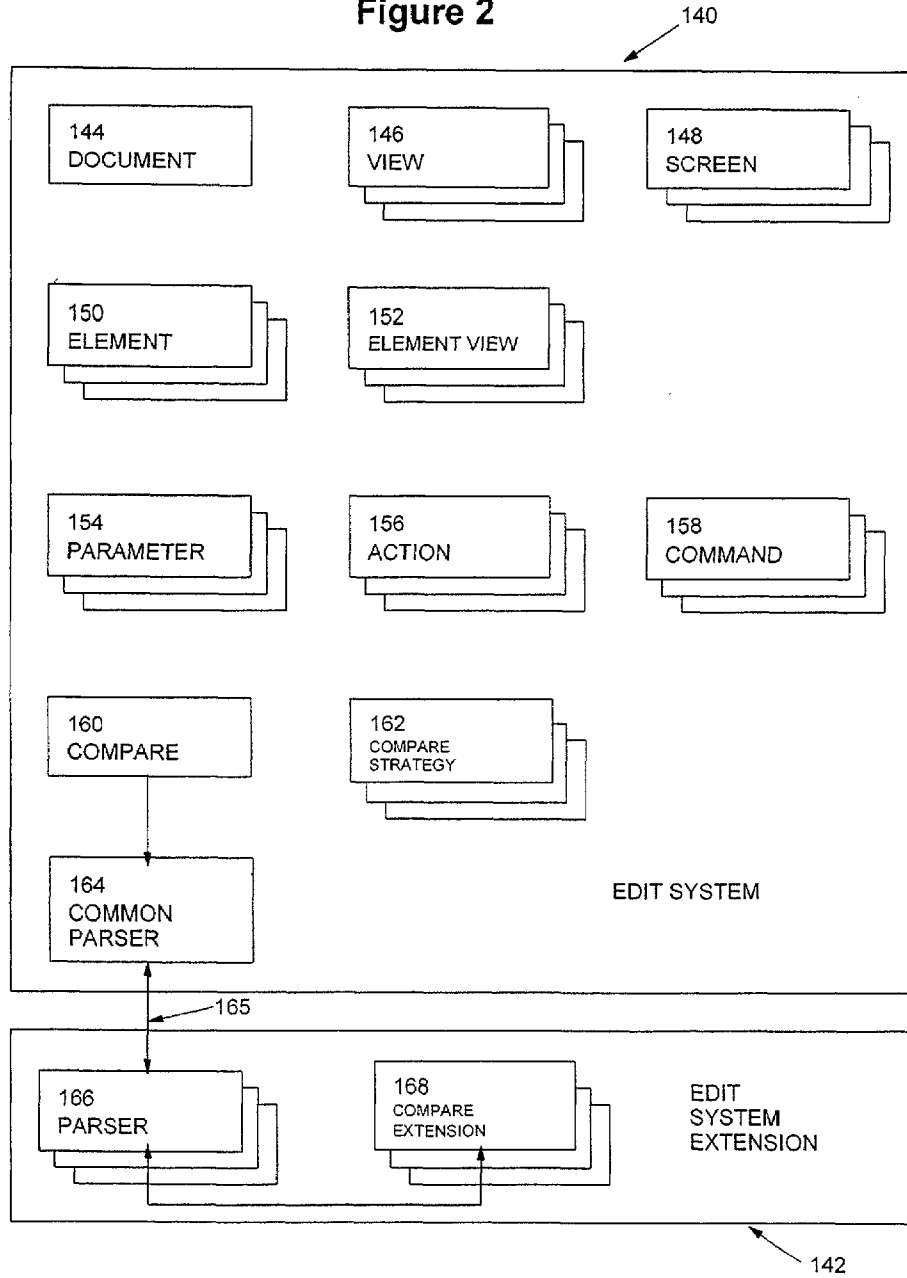 Figure 2
140
144
DOCUMENT
146
VIEW
148
SCREEN
150
ELEMENT
152
ELEMENT VIEW
154
PARAMETER
156
ACTION
158
COMMAND
160
COMPARE
162
COMPARE
STRATEGY
164
COMMON
PARSER
EDIT SYSTEM
165
166
PARSER
168
COMPARE
EXTENSION
EDIT
SYSTEM
EXTENSION
142